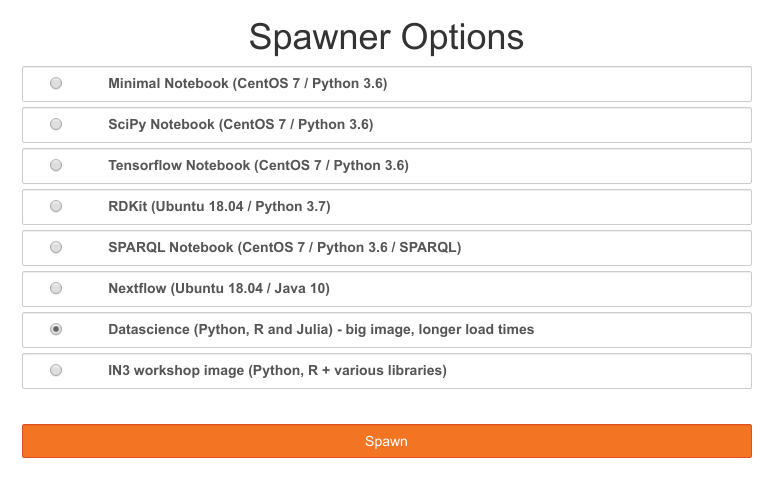 Spawner Options
Minimal Notebook (CentOS 7 / Python 3.6)
SciPy Notebook (CentOS 7 / Python 3.6)
Tensorflow Notebook (CentOS 7 / Python 3.6)
RDKit (Ubuntu 18.04 / Python 3.7)
SPARQL Notebook (CentOS 7 / Python 3.6 / SPARQL)
Nextflow (Ubuntu 18.04 / Java 10)
Datascience (Python, R and Julia) - big image, longer load times
IN3 workshop image (Python, R + various libraries)
Spawn